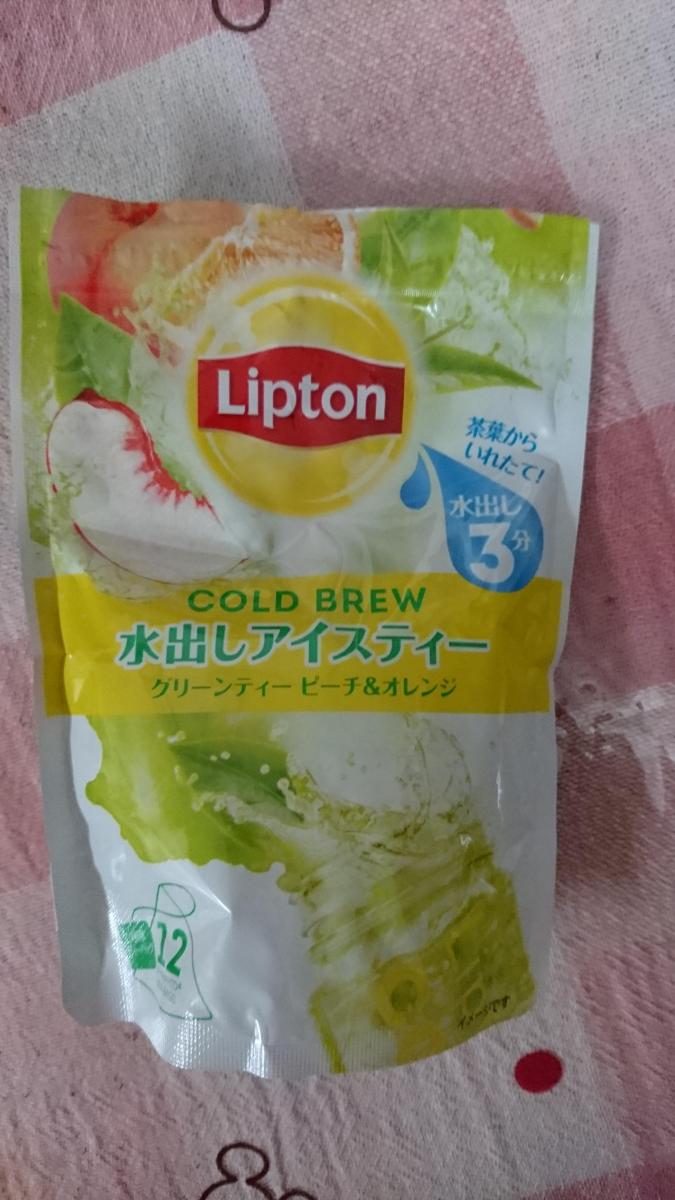 Lipton
茶葉から
いれたて!
水出し
3分
COLD BREW
水出しアイスティー
グリーンティー ピーチ&オレンジ
12
イメージです